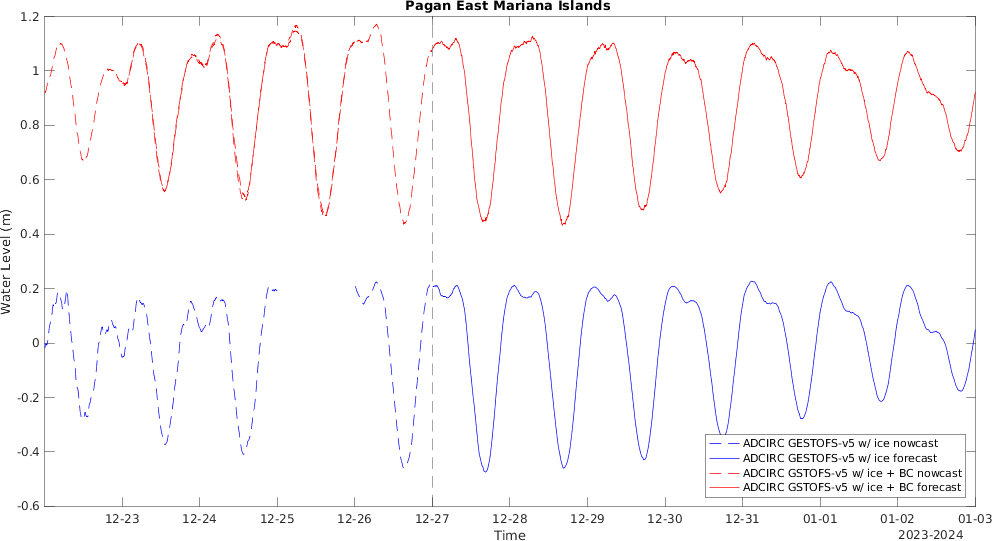 Pagan East Mariana Islands
1.2
1
0.8
0.6
0.4
0.2
0
-0.2
-0.4
-0.6
Water Level (m)
ADCIRC GESTOFS-v5 w/ ice nowcast
ADCIRC GESTOFS-v5 w/ ice forecast
ADCIRC GSTOFS-v5 w/ ice + BC nowcast
ADCIRC GSTOFS-v5 w/ ice + BC forecast
12-23 12-24 12-25 12-26 12-27 12-28 12-29 12-30 12-31 01-01 01-02 01-03
Time
2023-2024